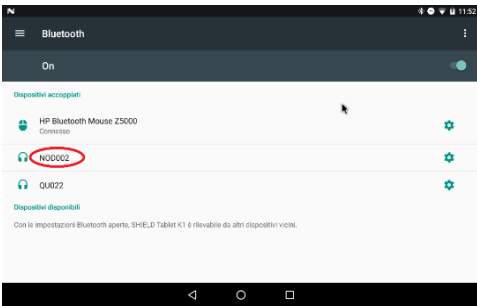 11:52
Bluetooth
On
Dispositivi accoppiati
HP Bluetooth Mouse Z5000
Connesso
NOD002
QU022
Dispositivi disponibili
Con le impostazioni Bluetooth aperte, SHIELD Tablet K1 è rilevabile da altri dispositivi vicini.